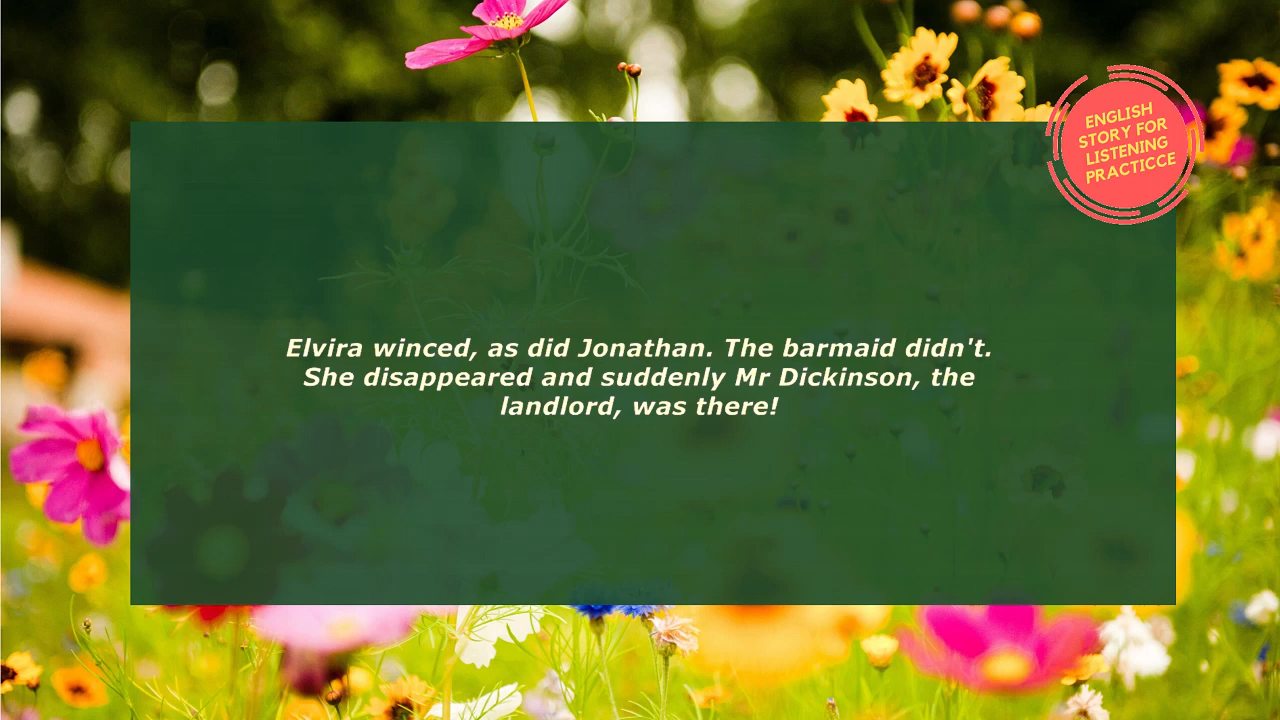 ENGLISH
STORY FOR
LISTENING
PRACTICCE
Elvira winced, as did Jonathan. The barmaid didn't.
She disappeared and suddenly Mr Dickinson, the
landlord, was there!